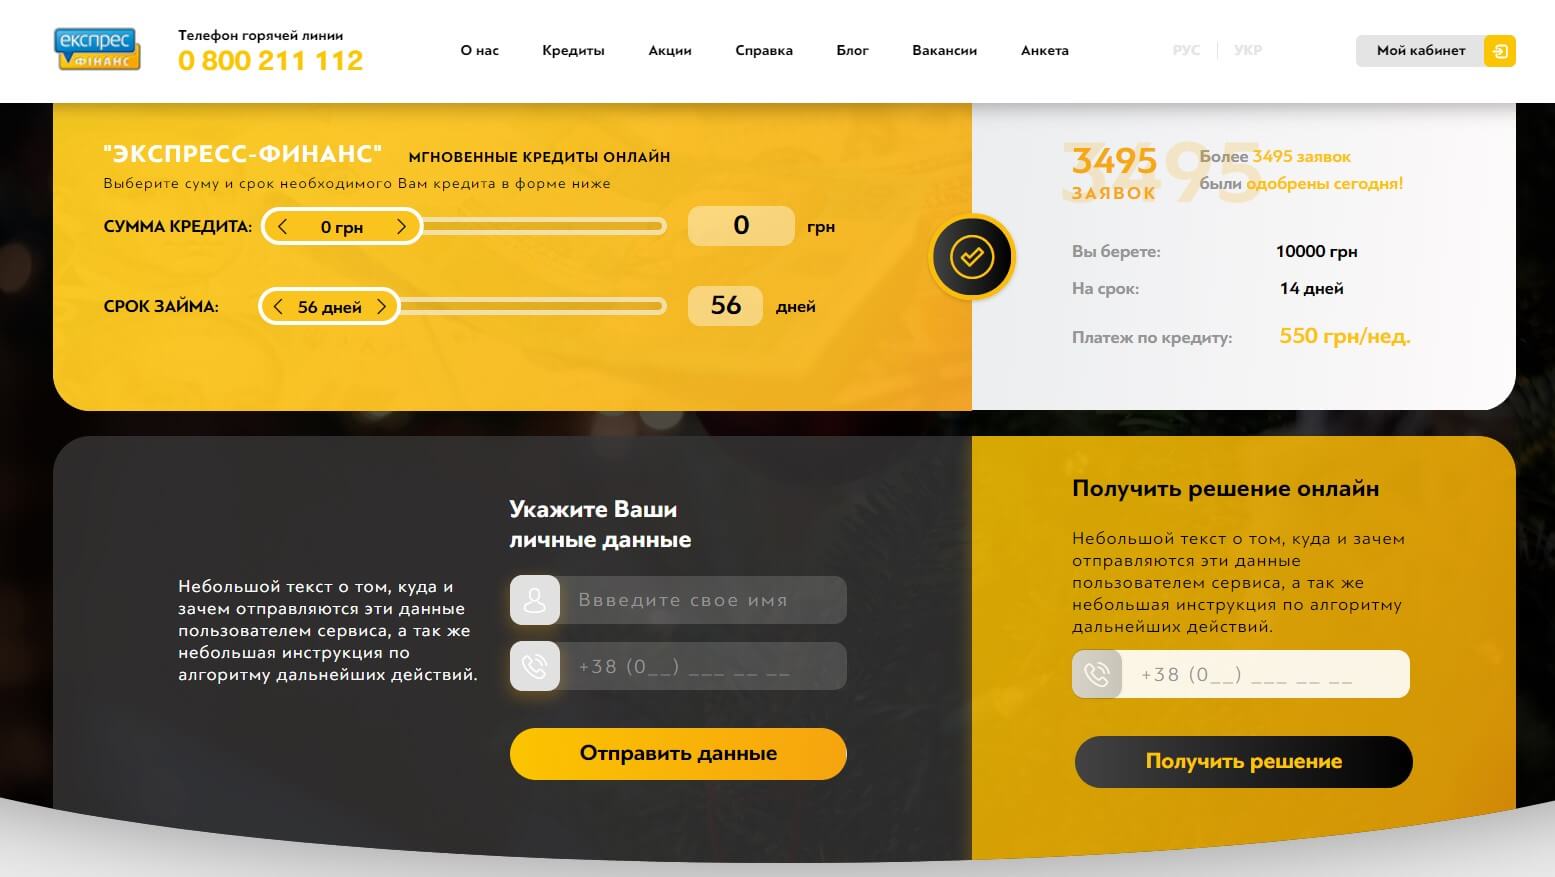 експрес
ФІНАНС
Телефон горячей линии
0 800 211 112
О нас
Кредиты
Акции
Справка
Блог
Вакансии
Анкета
РУС
УКР
Мой кабинет
"ЭКСПРЕСС-ФИНАНС" МГНОВЕННЫЕ КРЕДИТЫ ОНЛАЙН
Выберите суму и срок необходимого Вам кредита в форме ниже
СУММА КРЕДИТА: 0 грн 0 грн
СРОК ЗАЙМА: 56 дней 56 дней
3495
3495
ЗАЯВОК
Более 3495 заявок
были одобрены сегодня!
Вы берете: 10000 грн
На срок: 14 дней
Платеж по кредиту: 550 грн/нед.
Небольшой текст о том, куда и
зачем отправляются эти данные
пользователем сервиса, а так же
небольшая инструкция по
алгоритму дальнейших действий.
Укажите Ваши
личные данные
Ввведите свое имя
+38 (0__) ___ __ __
Отправить данные
Получить решение онлайн
Небольшой текст о том, куда и зачем
отправляются эти данные
пользователем сервиса, а так же
небольшая инструкция по алгоритму
дальнейших действий.
+38 (0__) ___ __ __
Получить решение